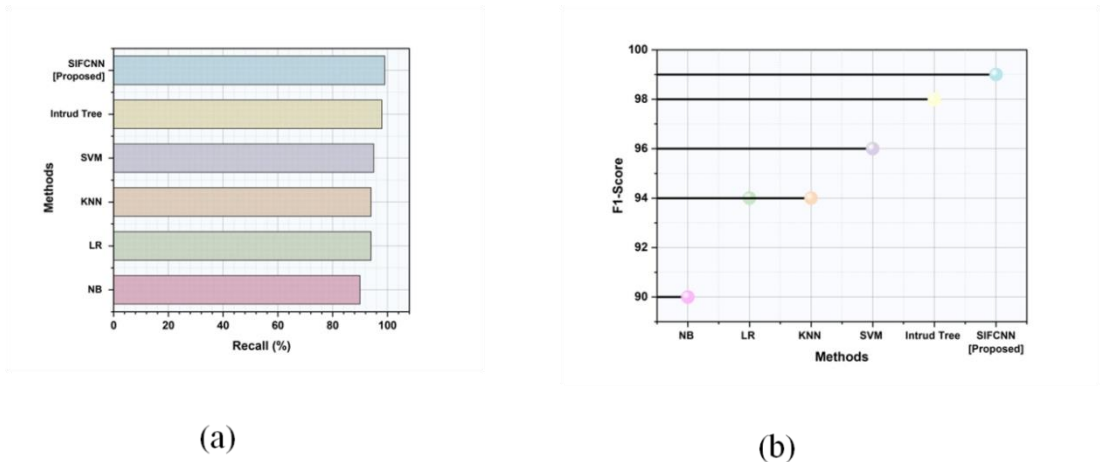 SIFCNN
[Proposed]
Intrud Tree
SVM
KNN
LR
NB
Methods
0 20 40 60 80 100
Recall (%)
(a)
100
98
96
94
92
90
F1-Score
NB LR KNN SVM Intrud Tree SIFCNN
[Proposed]
Methods
(b)